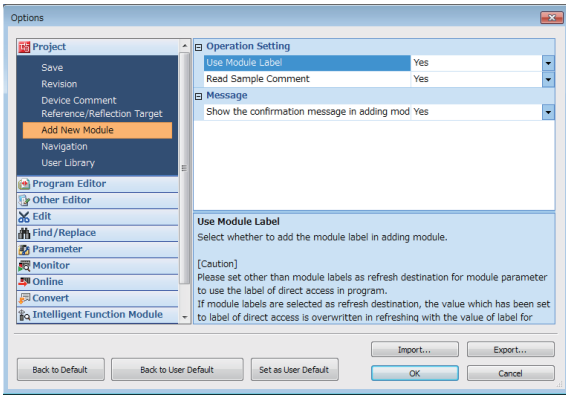 Options
Project
Save
Revision
Device Comment
Reference/Reflection Target
Add New Module
Navigation
User Library
Program Editor
Other Editor
Edit
Find/Replace
Parameter
Monitor
Online
Convert
Intelligent Function Module
Operation Setting
Use Module Label Yes
Read Sample Comment Yes
Message
Show the confirmation message in adding mod Yes
Use Module Label
Select whether to add the module label in adding module.
[Caution]
Please set other than module labels as refresh destination for module parameter
to use the label of direct access in program.
If module labels are selected as refresh destination, the value which has been set
to label of direct access is overwritten in refreshing with the value of label for
Import...
Export...
Back to Default
Back to User Default
Set as User Default
OK
Cancel